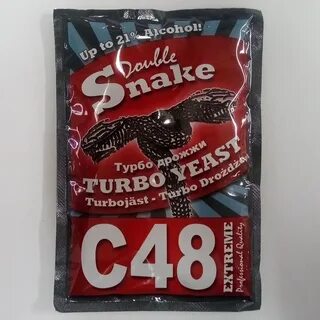 Up to 21% Alcohol!
Double
Snake
Турбо дрожжи
TURBO YEAST
Turbojäst - Turbo Drożdże
C48
EXTREME
Professional Quality